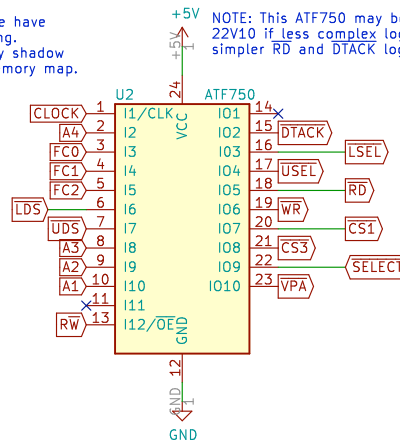 +5V
e have
ng.
y shadow
mory map.
NOTE: This ATF750 may b
22V10 if less complex lo
simpler RD and DTACK log
+5V
1
24
U2
ATF750
VCC
CLOCK 1 I1/CLK
A4 2 I2
FC0 3 I3
FC1 4 I4
FC2 5 I5
LDS 6 I6
UDS 7 I7
A3 8 I8
A2 9 I9
A1 10 I10
11 I11
RW 13 I12/OE
IO1 14
IO2 15 DTACK
I03 16 LSEL
IO4 17 USEL
IO5 18 RD
IO6 19 WR
IO7 20 CS1
IO8 21 CS3
IO9 22 SELECT
IO10 23 VPA
GND
12
GND
1
GND